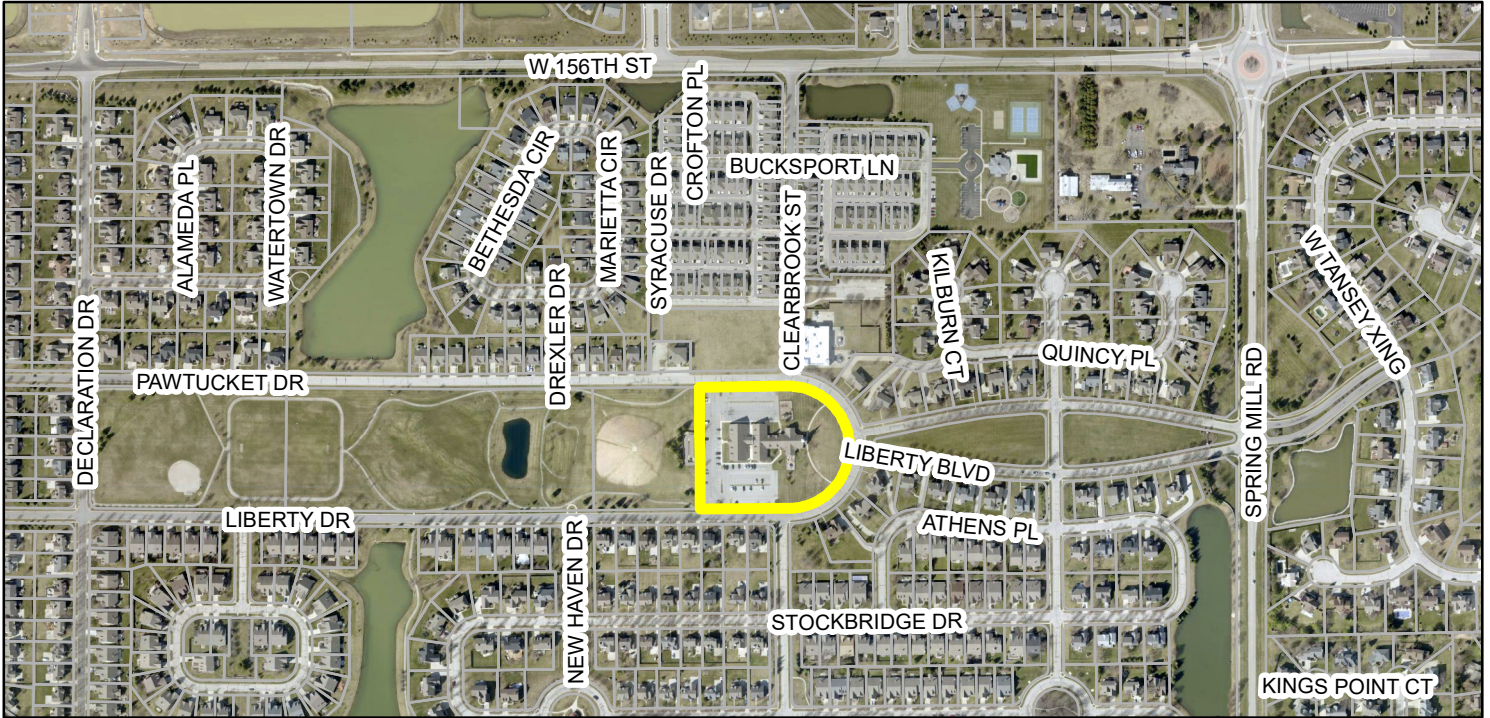 W 156TH ST
CROFTON PL
WATERTOWN DR
ALAMEDA PL
BETHESDA CIR
MARIETTA CIR
SYRACUSE DR
BUCKSPORT LN
CLEARBROOK ST
KILBURN CT
W TANSEY XING
DECLARATION DR
DREXLER DR
QUINCY PL
SPRING MILL RD
PAWTUCKET DR
LIBERTY BLVD
LIBERTY DR
ATHENS PL
NEW HAVEN DR
STOCKBRIDGE DR
KINGS POINT CT